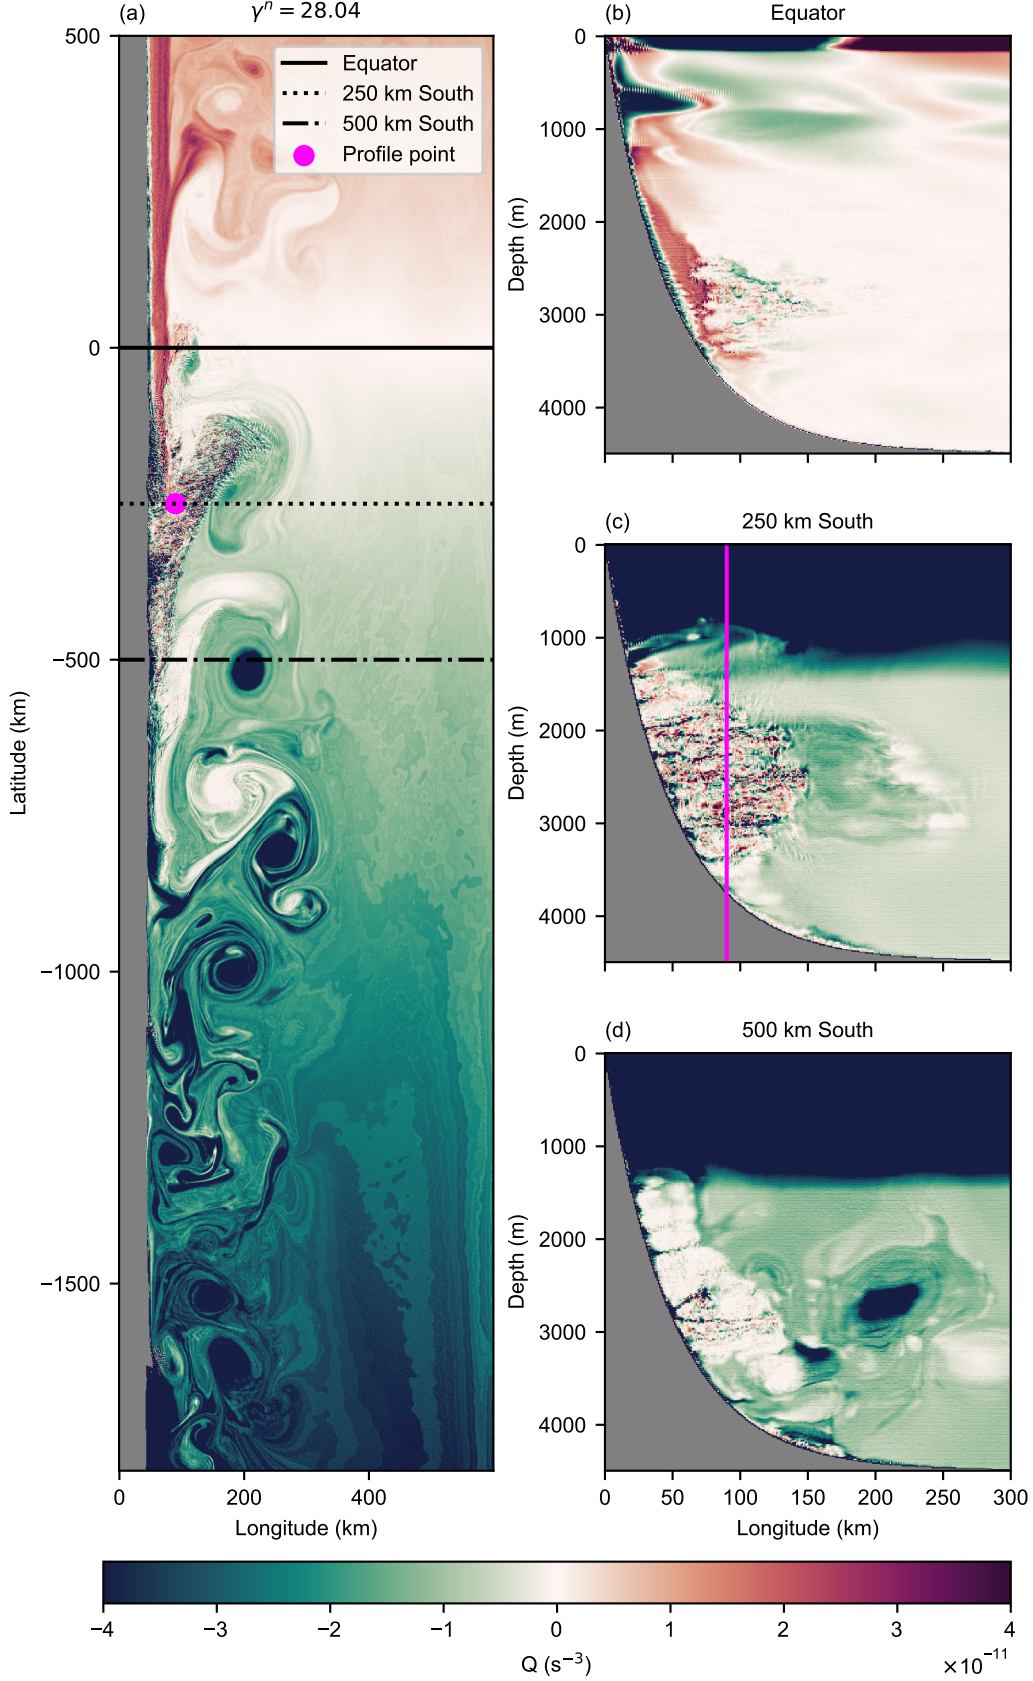 (a)
γⁿ = 28.04
500
0
−500
−1000
−1500
Latitude (km)
0
200
400
Longitude (km)
Equator
250 km South
500 km South
Profile point
(b)
Equator
0
1000
2000
3000
4000
Depth (m)
(c)
250 km South
0
1000
2000
3000
4000
Depth (m)
(d)
500 km South
0
1000
2000
3000
4000
Depth (m)
0
50
100
150
200
250
300
Longitude (km)
−4
−3
−2
−1
0
1
2
3
4
Q (s⁻³)
×10⁻¹¹